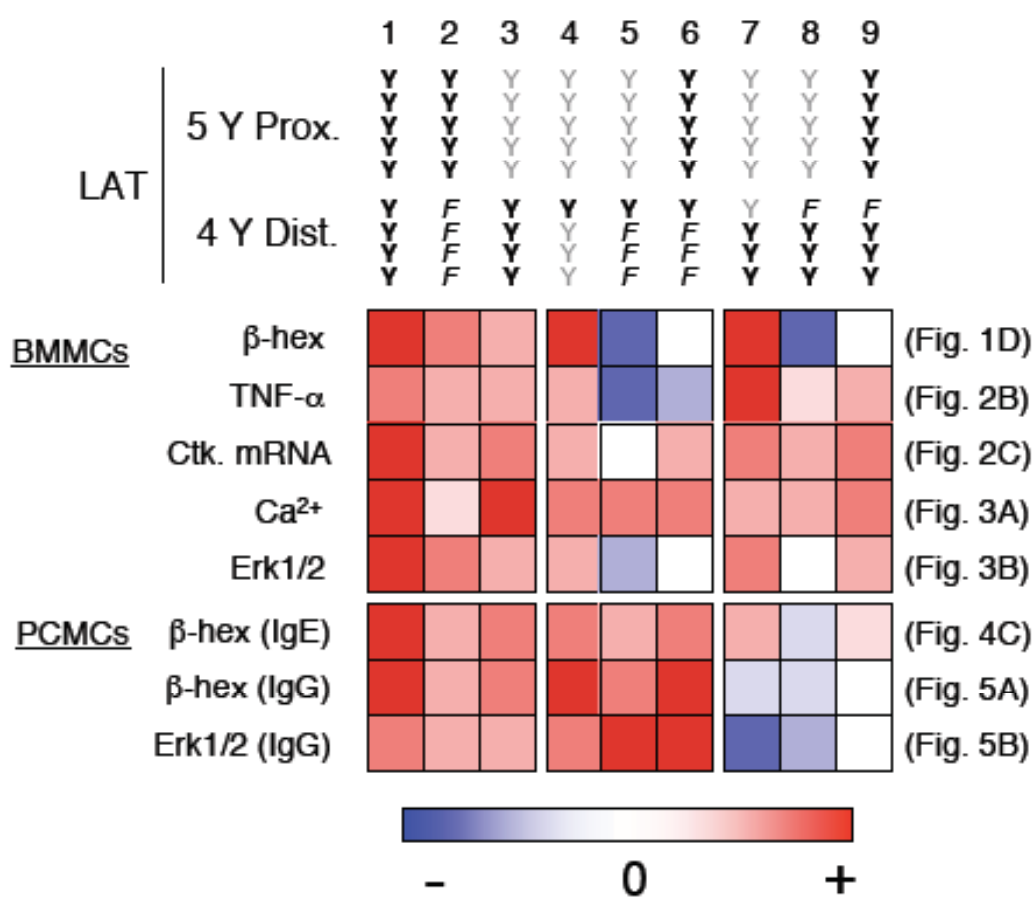 1 2 3 4 5 6 7 8 9
Y Y Y Y Y Y Y Y Y
Y Y Y Y Y Y Y Y Y
5 Y Prox. Y Y Y Y Y Y Y Y Y
Y Y Y Y Y Y Y Y Y
Y Y Y Y Y Y Y Y Y
LAT
Y F Y Y Y Y Y F F
4 Y Dist. Y F Y Y F F Y Y Y
Y F Y Y F F Y Y Y
Y F Y Y F F Y Y Y
BMMCs β-hex (Fig. 1D)
TNF-α (Fig. 2B)
Ctk. mRNA (Fig. 2C)
Ca²⁺ (Fig. 3A)
Erk1/2 (Fig. 3B)
PCMCs β-hex (IgE) (Fig. 4C)
β-hex (IgG) (Fig. 5A)
Erk1/2 (IgG) (Fig. 5B)
- 0 +